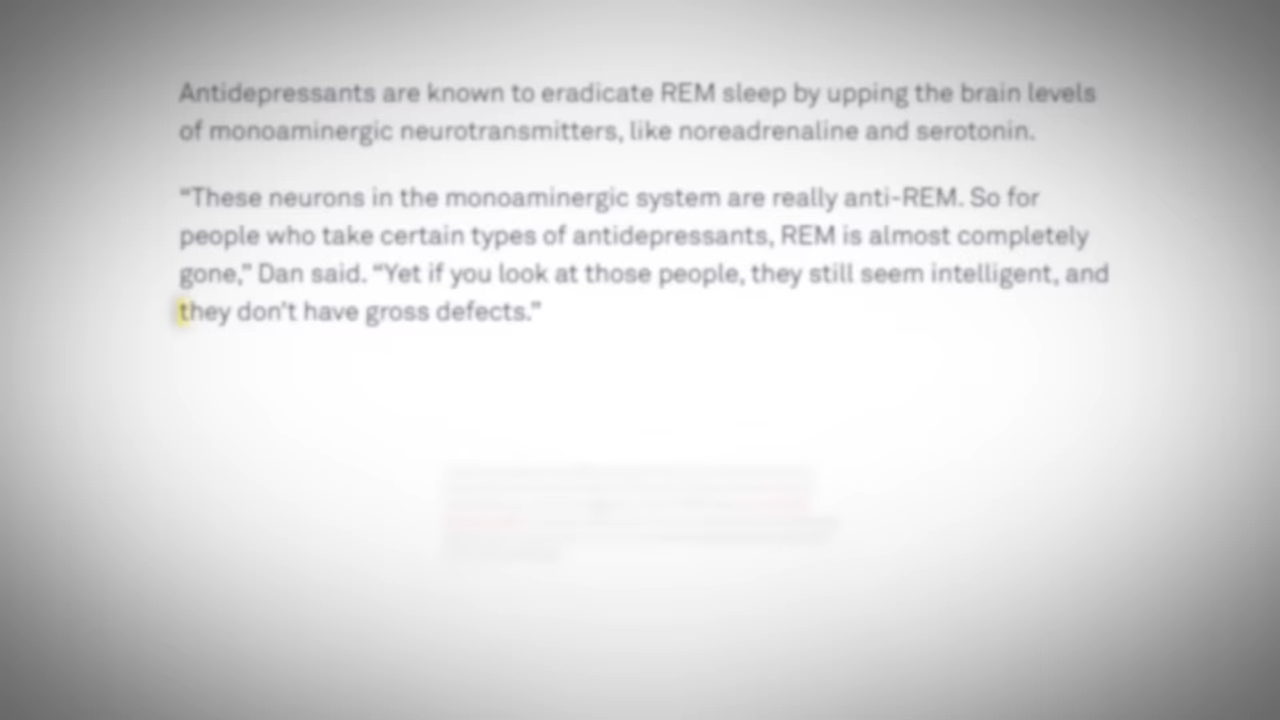 Antidepressants are known to eradicate REM sleep by upping the brain levels
of monoaminergic neurotransmitters, like noreadrenaline and serotonin.
“These neurons in the monoaminergic system are really anti-REM. So for
people who take certain types of antidepressants, REM is almost completely
gone,” Dan said. “Yet if you look at those people, they still seem intelligent, and
they don’t have gross defects.”